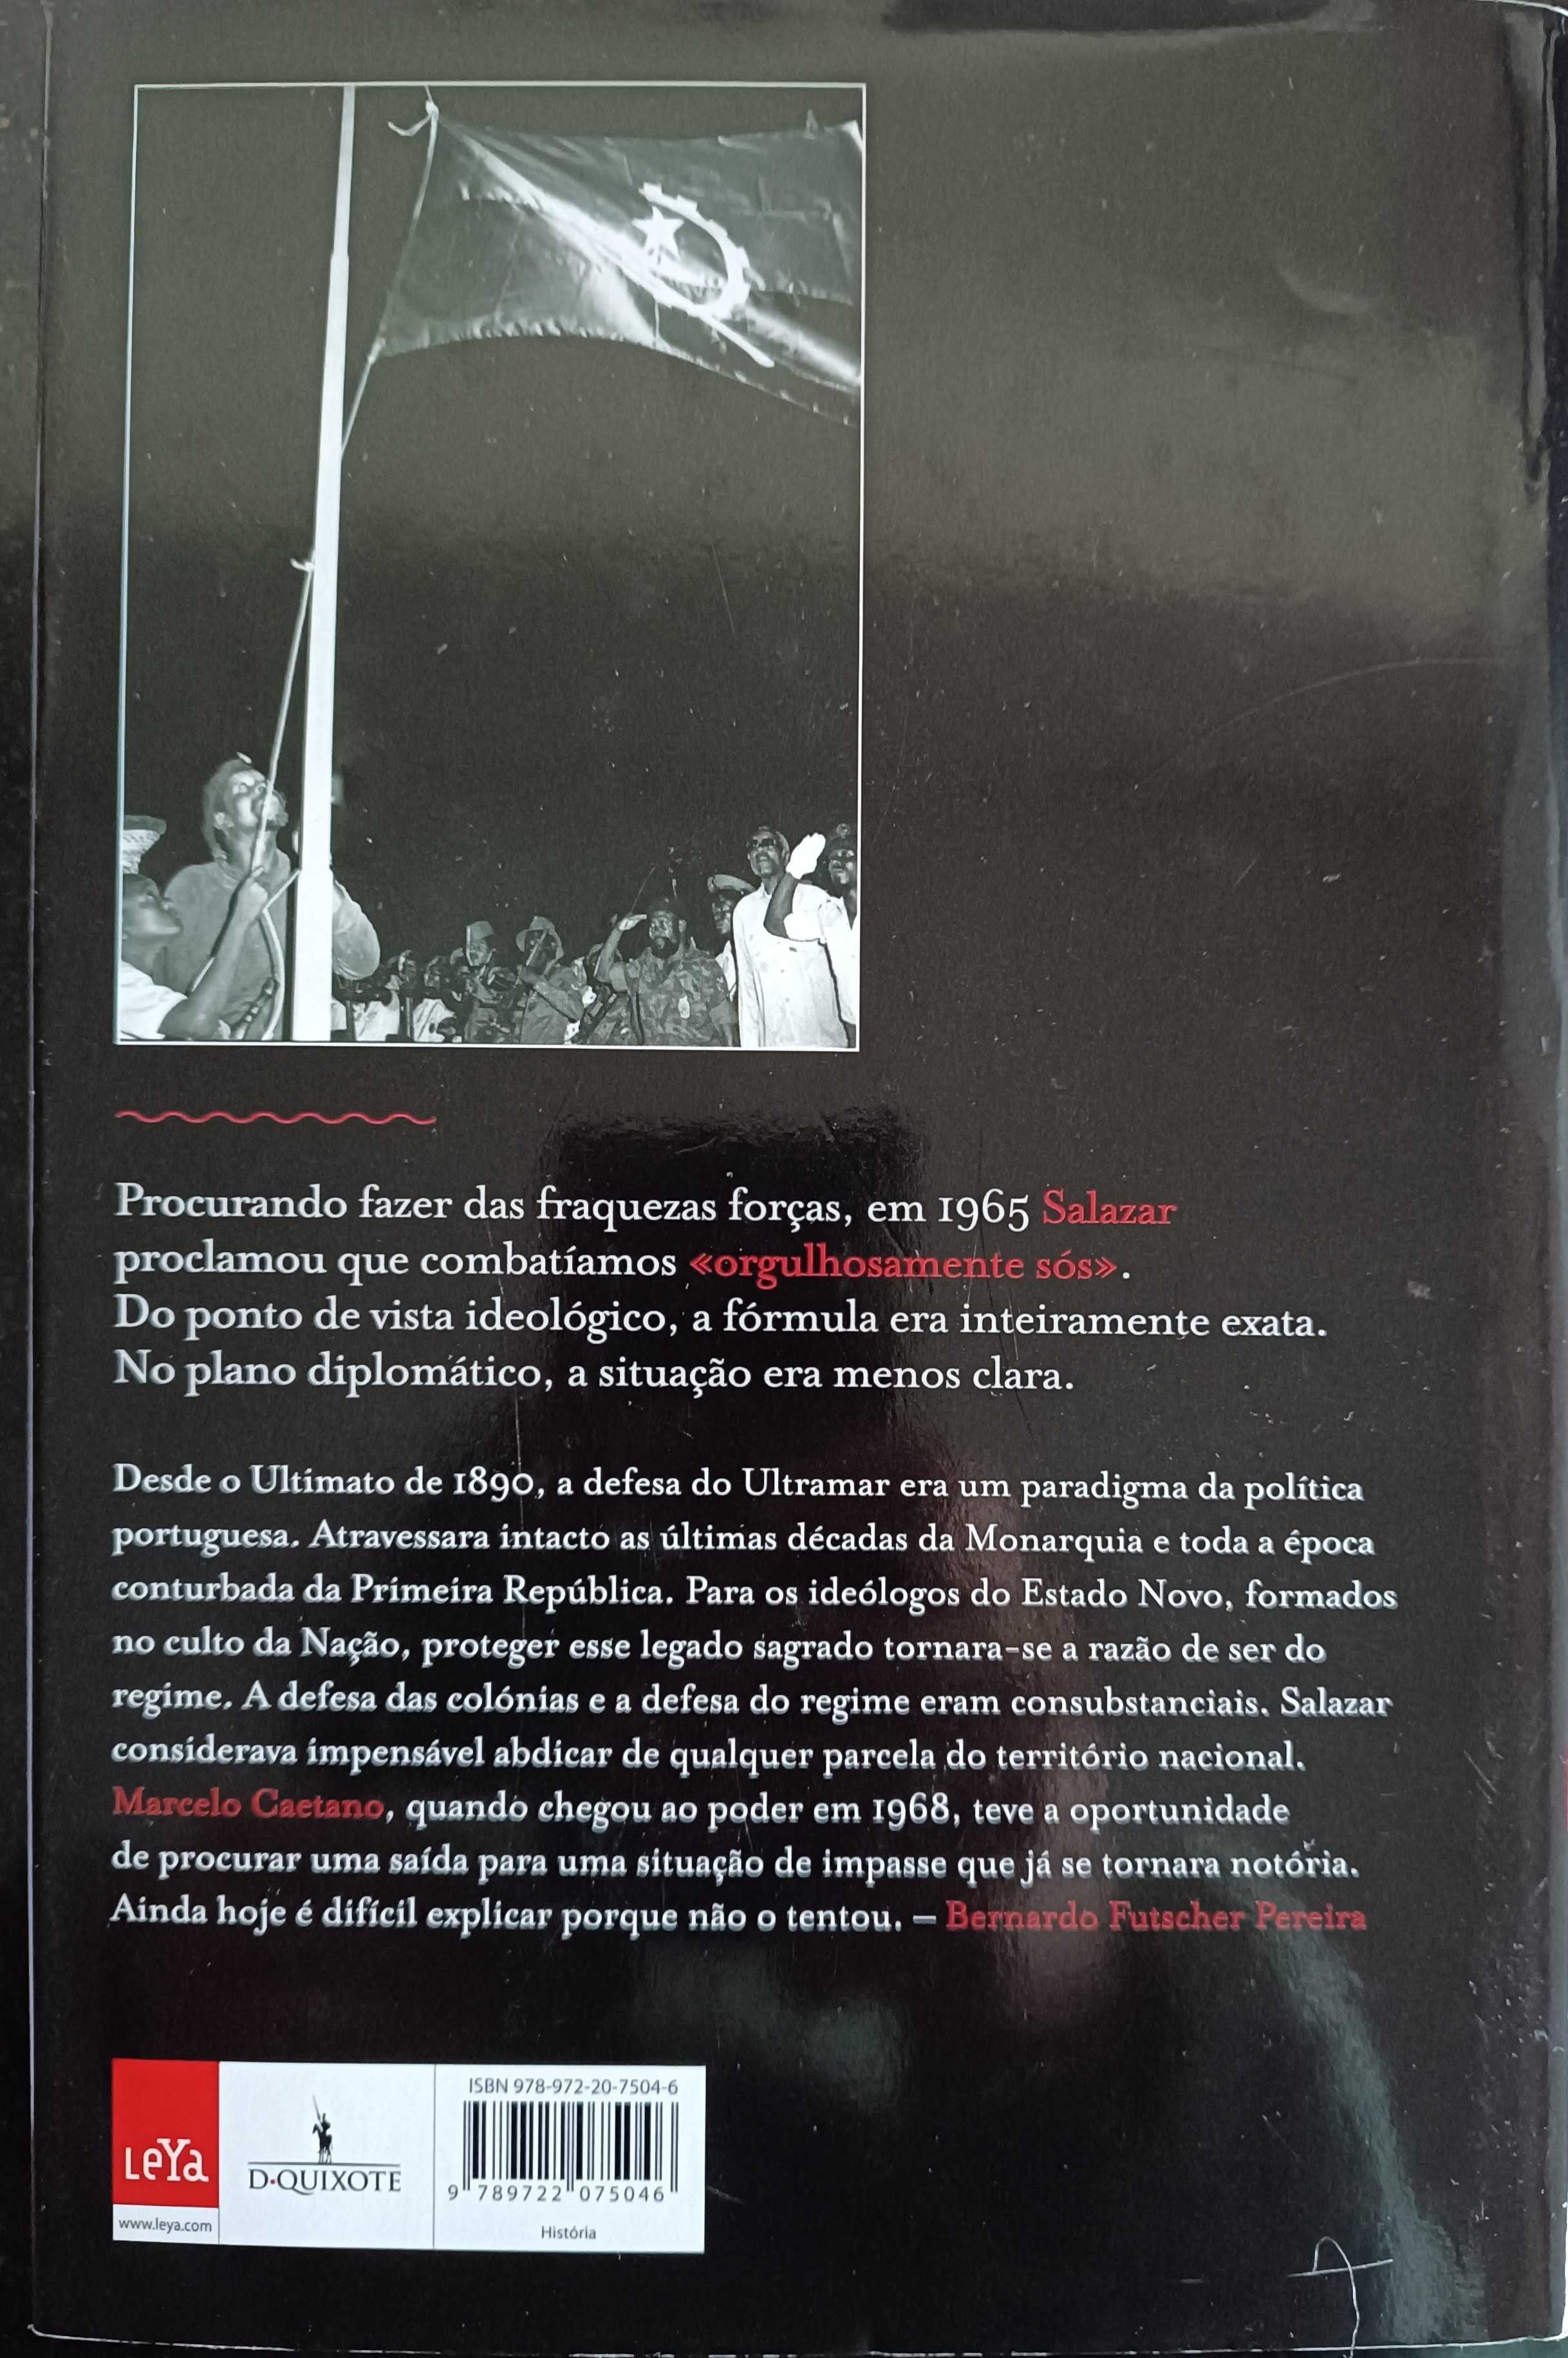 Procurando fazer das fraquezas forças, em 1965 Salazar
proclamou que combatíamos «orgulhosamente sós».
Do ponto de vista ideológico, a fórmula era inteiramente exata.
No plano diplomático, a situação era menos clara.
Desde o Ultimato de 1890, a defesa do Ultramar era um paradigma da política
portuguesa. Atravessara intacto as últimas décadas da Monarquia e toda a época
conturbada da Primeira República. Para os ideólogos do Estado Novo, formados
no culto da Nação, proteger esse legado sagrado tornara-se a razão de ser do
regime. A defesa das colónias e a defesa do regime eram consubstanciais. Salazar
considerava impensável abdicar de qualquer parcela do território nacional.
Marcelo Caetano, quando chegou ao poder em 1968, teve a oportunidade
de procurar uma saída para uma situação de impasse que já se tornara notória.
Ainda hoje é difícil explicar porque não o tentou. – Bernardo Futscher Pereira
LeYa
www.leya.com
D·QUIXOTE
ISBN 978-972-20-7504-6
9 789722 075046
História